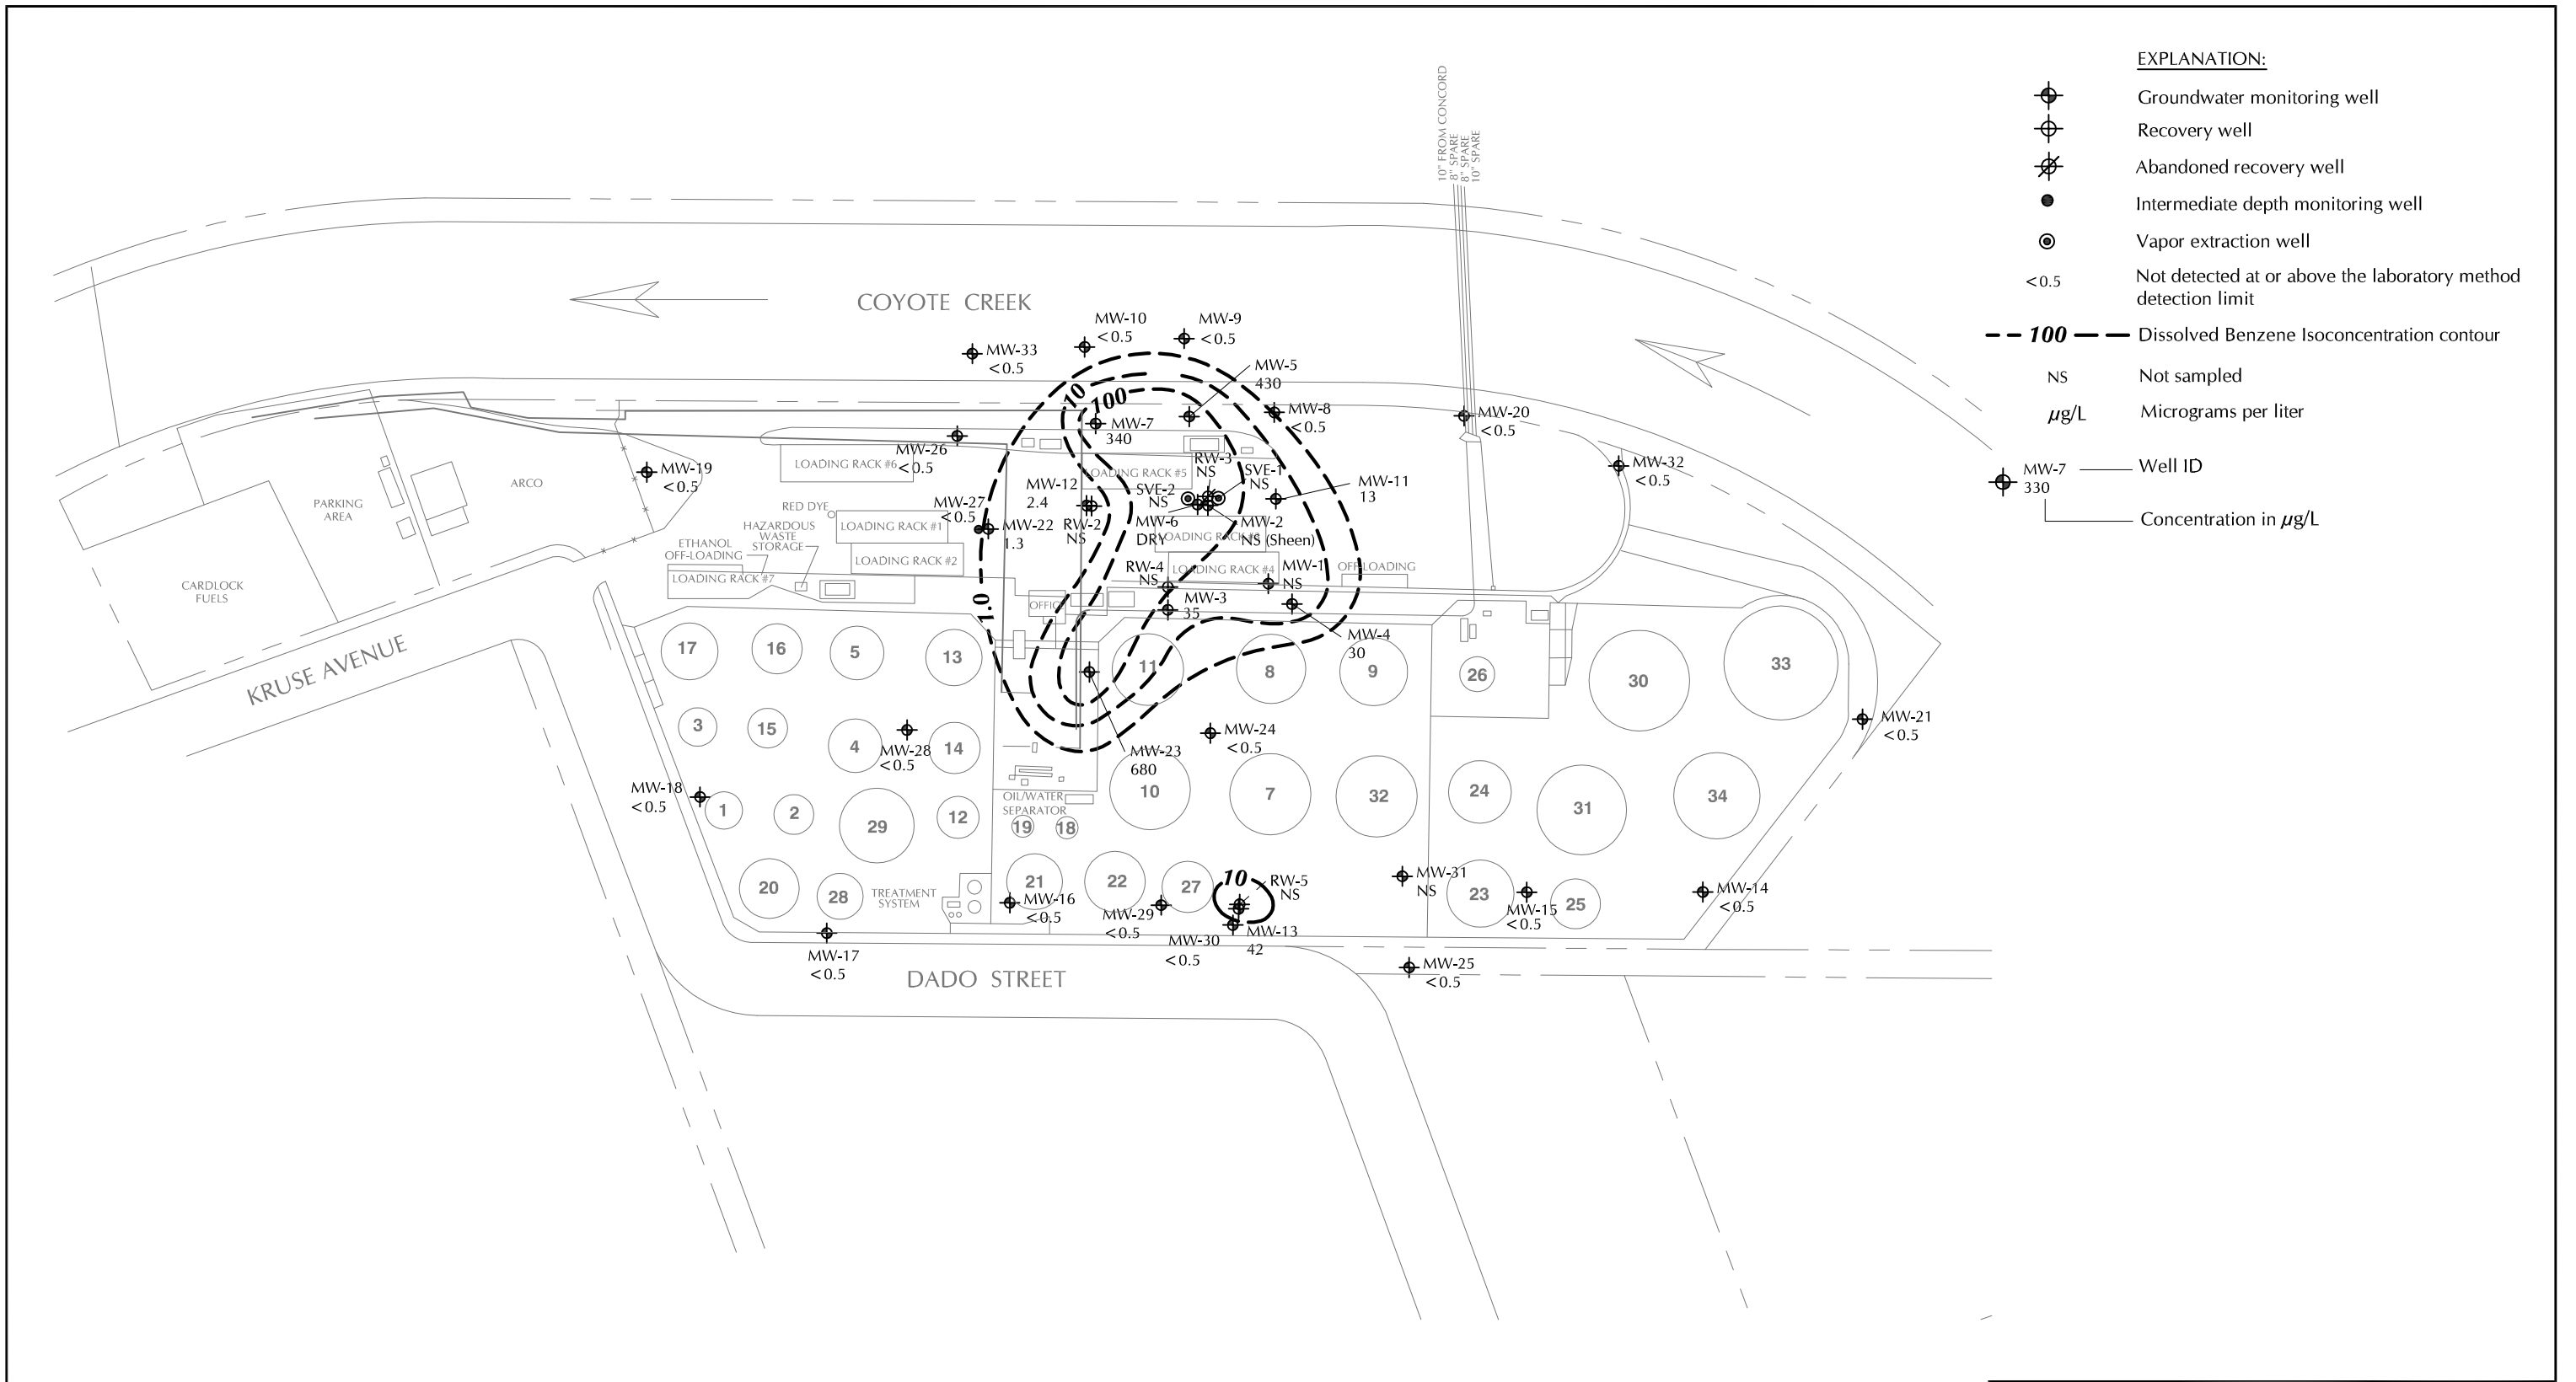 EXPLANATION:
Groundwater monitoring well
Recovery well
Abandoned recovery well
Intermediate depth monitoring well
Vapor extraction well
<0.5
Not detected at or above the laboratory method
detection limit
100
Dissolved Benzene Isoconcentration contour
NS
Not sampled
µg/L
Micrograms per liter
MW-7
330
Well ID
Concentration in µg/L
10" FROM CONCORD
8" SPARE
8" SPARE
10" SPARE
COYOTE CREEK
MW-10
<0.5
MW-9
<0.5
MW-33
<0.5
MW-5
430
10
100
MW-7
340
MW-8
<0.5
MW-20
<0.5
MW-26
<0.5
LOADING RACK #6
MW-19
<0.5
ARCO
PARKING
AREA
CARDLOCK
FUELS
KRUSE AVENUE
LOADING RACK #5
RW-3
NS
SVE-1
NS
SVE-2
NS
MW-11
13
MW-32
<0.5
MW-12
2.4
MW-27
<0.5
MW-22
1.3
RW-2
NS
MW-6
DRY
MW-2
NS (Sheen)
RED DYE
HAZARDOUS
WASTE
STORAGE
LOADING RACK #1
LOADING RACK #2
ETHANOL
OFF-LOADING
LOADING RACK #7
LOADING RACK #4
RW-4
NS
MW-1
NS
OFF-LOADING
1.0
MW-3
35
MW-4
30
17
16
5
13
11
8
9
26
30
33
3
15
4
14
MW-28
<0.5
MW-24
<0.5
MW-23
680
MW-21
<0.5
MW-18
<0.5
1
2
29
12
OIL/WATER
SEPARATOR
19
18
10
7
32
24
31
34
20
28
TREATMENT
SYSTEM
21
MW-16
<0.5
22
27
MW-29
<0.5
10
RW-5
NS
MW-31
NS
23
MW-15
<0.5
25
MW-14
<0.5
MW-17
<0.5
MW-30
<0.5
MW-13
42
MW-25
<0.5
DADO STREET